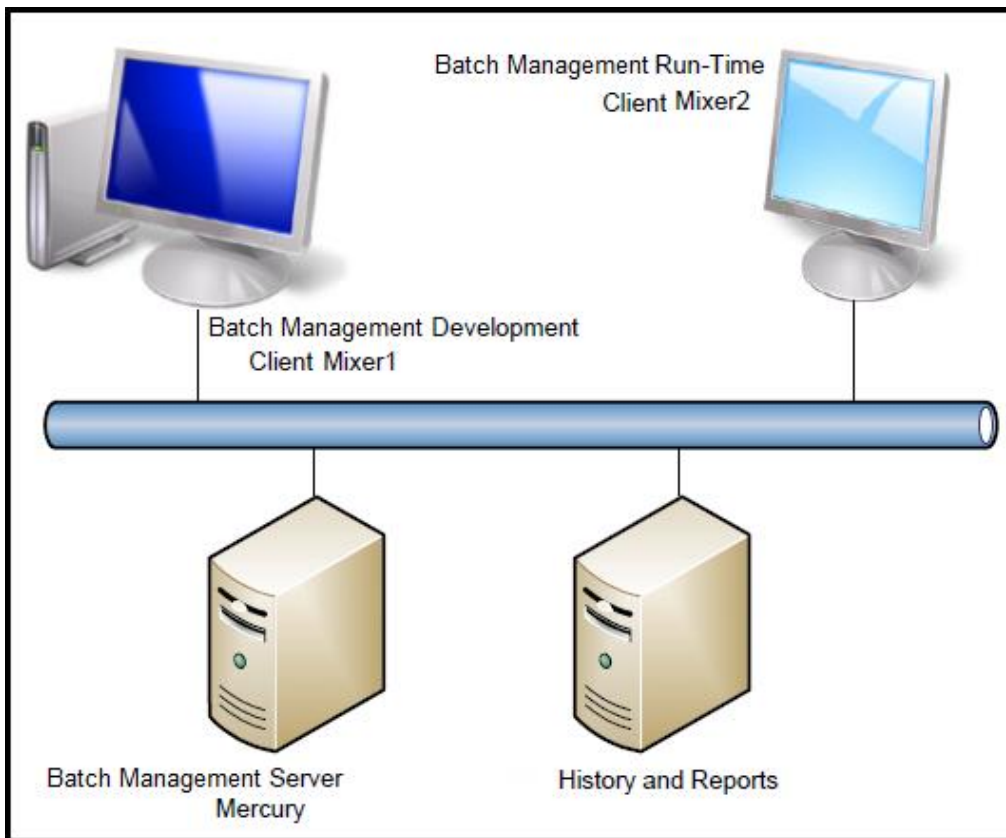 Batch Management Run-Time
Client Mixer2
Batch Management Development
Client Mixer1
Batch Management Server
Mercury
History and Reports